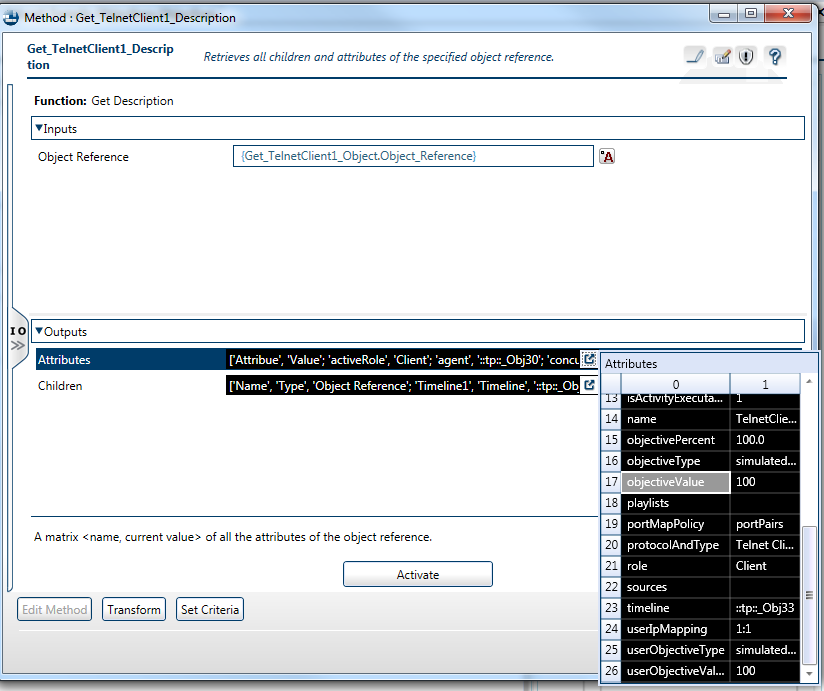 Method : Get_TelnetClient1_Description
Get_TelnetClient1_Descrip
tion
Retrieves all children and attributes of the specified object reference.
Function: Get Description
Inputs
Object Reference
{Get_TelnetClient1_Object.Object_Reference}
A
I O
Outputs
Attributes
['Attribue', 'Value'; 'activeRole', 'Client'; 'agent', '::tp::_Obj30'; 'concu
Children
['Name', 'Type', 'Object Reference'; 'Timeline1', 'Timeline', '::tp::_Obj
A matrix <name, current value> of all the attributes of the object reference.
Activate
Edit Method
Transform
Set Criteria
Attributes
0 1
13 isActivityExecuta... 1
14 name TelnetClie...
15 objectivePercent 100.0
16 objectiveType simulated...
17 objectiveValue 100
18 playlists
19 portMapPolicy portPairs
20 protocolAndType Telnet Cli...
21 role Client
22 sources
23 timeline ::tp::_Obj33
24 userIpMapping 1:1
25 userObjectiveType simulated...
26 userObjectiveVal... 100